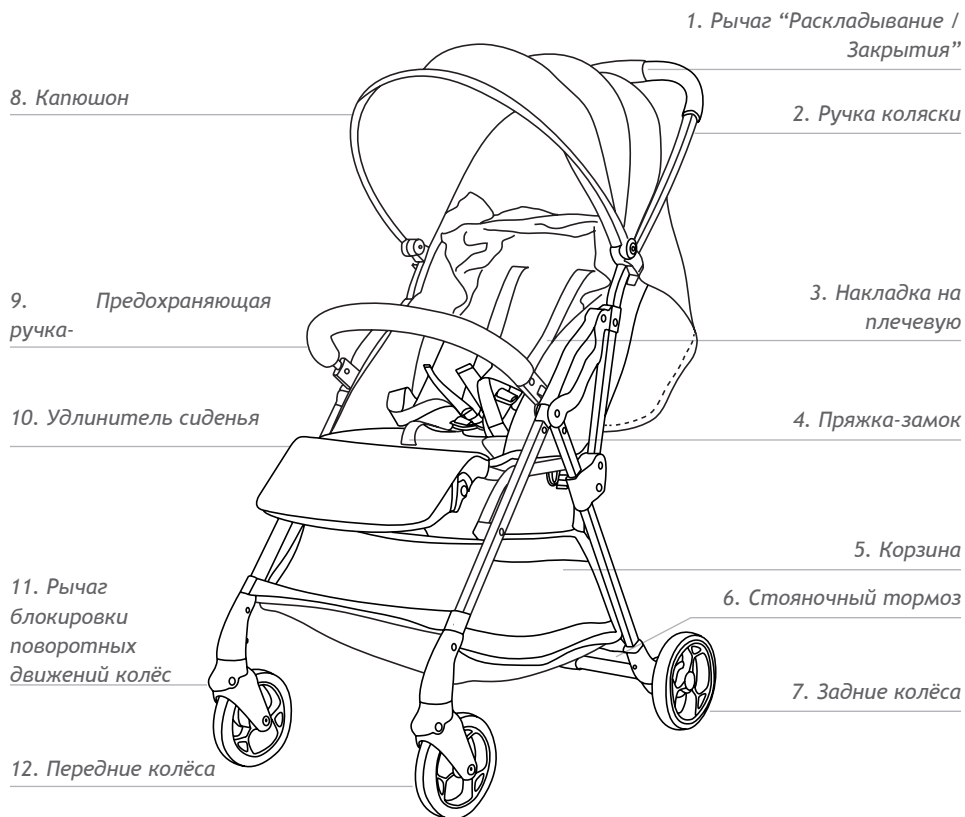 1. Рычаг “Раскладывание /
Закрытия”
2. Ручка коляски
3. Накладка на
плечевую
4. Пряжка-замок
5. Корзина
6. Стояночный тормоз
7. Задние колёса
8. Капюшон
9. Предохраняющая
ручка-
10. Удлинитель сиденья
11. Рычаг
блокировки
поворотных
движений колёс
12. Передние колёса